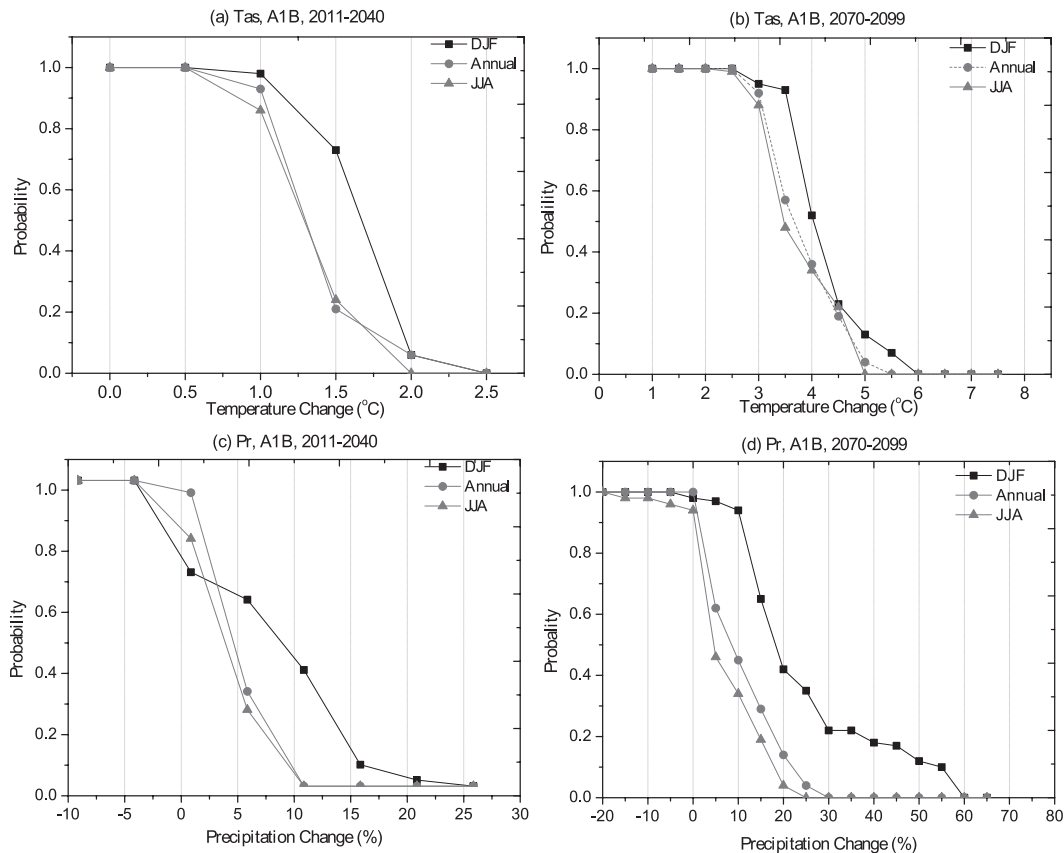 (a) Tas, A1B, 2011-2040
DJF
Annual
JJA
1.0
0.8
0.6
0.4
0.2
0.0
Probability
0.0 0.5 1.0 1.5 2.0 2.5
Temperature Change (°C)
(b) Tas, A1B, 2070-2099
DJF
Annual
JJA
1.0
0.8
0.6
0.4
0.2
0.0
Probalility
0 1 2 3 4 5 6 7 8
Temperature Change (°C)
(c) Pr, A1B, 2011-2040
DJF
Annual
JJA
1.0
0.8
0.6
0.4
0.2
0.0
Probability
-10 -5 0 5 10 15 20 25 30
Precipitation Change (%)
(d) Pr, A1B, 2070-2099
DJF
Annual
JJA
1.0
0.8
0.6
0.4
0.2
0.0
Probality
-20 -10 0 10 20 30 40 50 60 70 80
Precipitation Change (%)